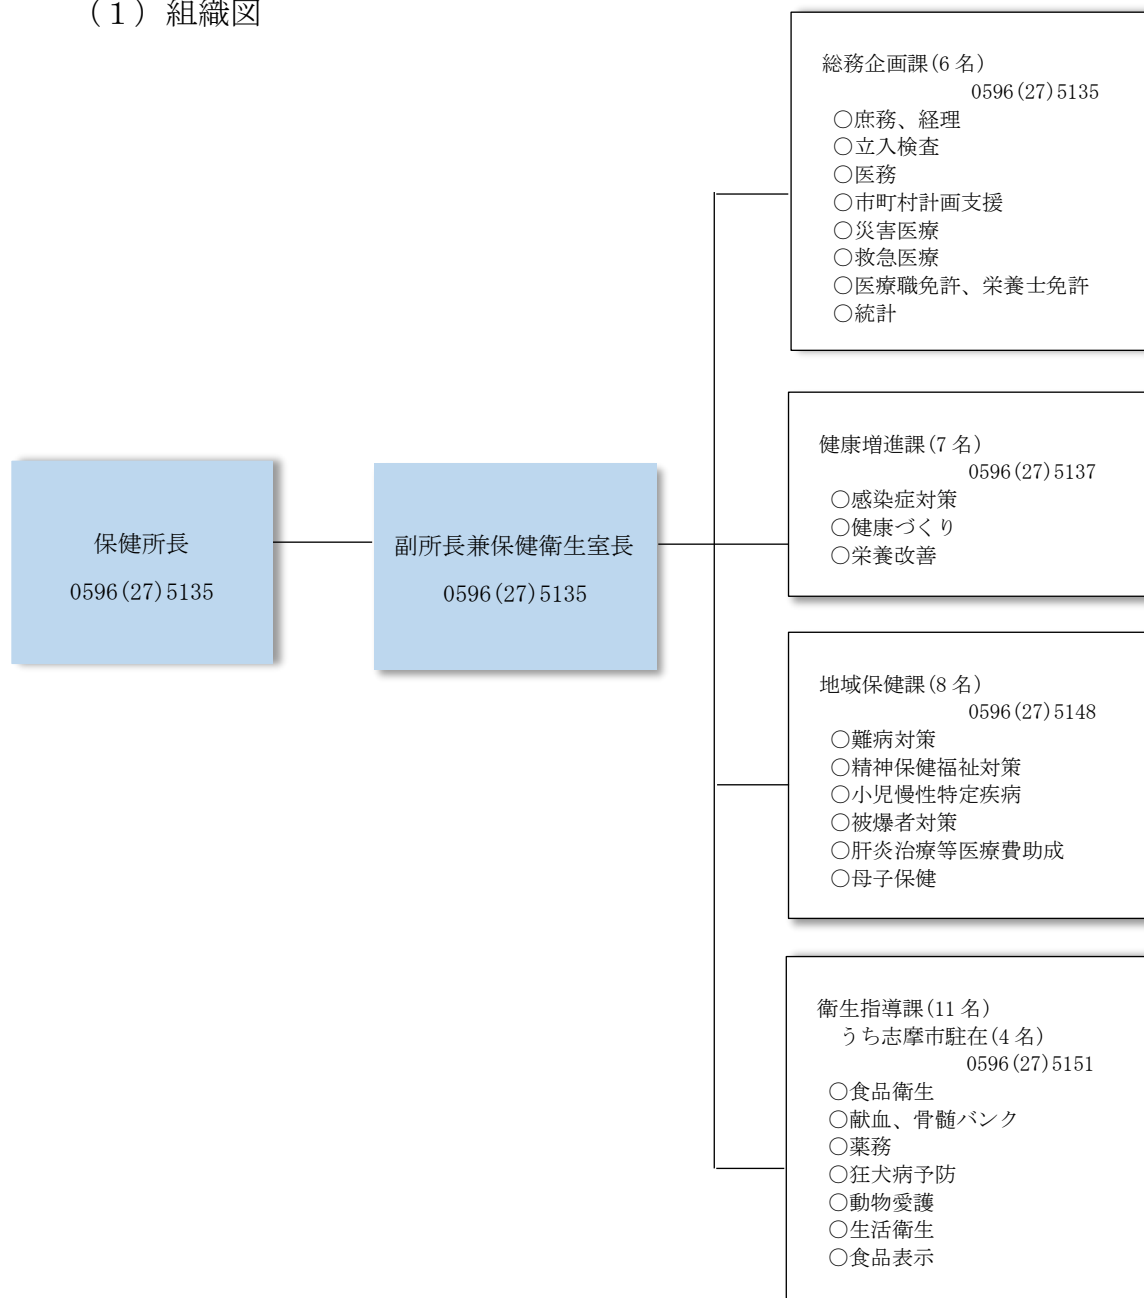 （１）組織図
総務企画課(6 名)
0596(27)5135
○庶務、経理
○立入検査
○医務
○市町村計画支援
○災害医療
○救急医療
○医療職免許、栄養士免許
○統計
健康増進課(7 名)
0596(27)5137
○感染症対策
○健康づくり
○栄養改善
保健所長
0596(27)5135
副所長兼保健衛生室長
0596(27)5135
地域保健課(8 名)
0596(27)5148
○難病対策
○精神保健福祉対策
○小児慢性特定疾病
○被爆者対策
○肝炎治療等医療費助成
○母子保健
衛生指導課(11 名)
うち志摩市駐在(4 名)
0596(27)5151
○食品衛生
○献血、骨髄バンク
○薬務
○狂犬病予防
○動物愛護
○生活衛生
○食品表示